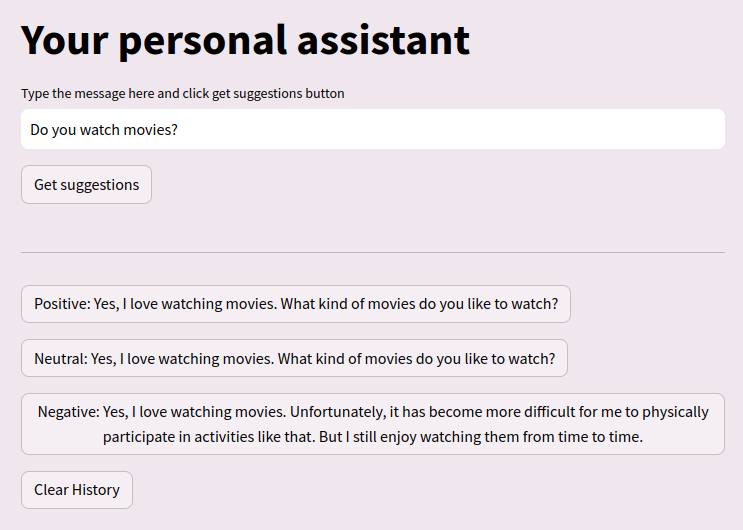 Your personal assistant
Type the message here and click get suggestions button
Do you watch movies?
Get suggestions
Positive: Yes, I love watching movies. What kind of movies do you like to watch?
Neutral: Yes, I love watching movies. What kind of movies do you like to watch?
Negative: Yes, I love watching movies. Unfortunately, it has become more difficult for me to physically
participate in activities like that. But I still enjoy watching them from time to time.
Clear History